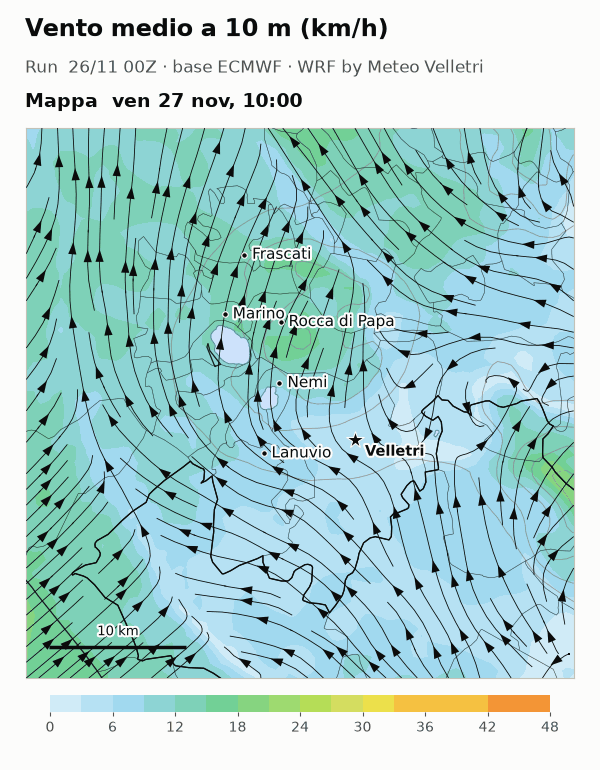 Vento medio a 10 m (km/h)
Run  26/11 00Z · base ECMWF · WRF by Meteo Velletri
Mappa  ven 27 nov, 10:00
Frascati
Marino
Rocca di Papa
Nemi
Velletri
Lanuvio
10 km
0 6 12 18 24 30 36 42 48